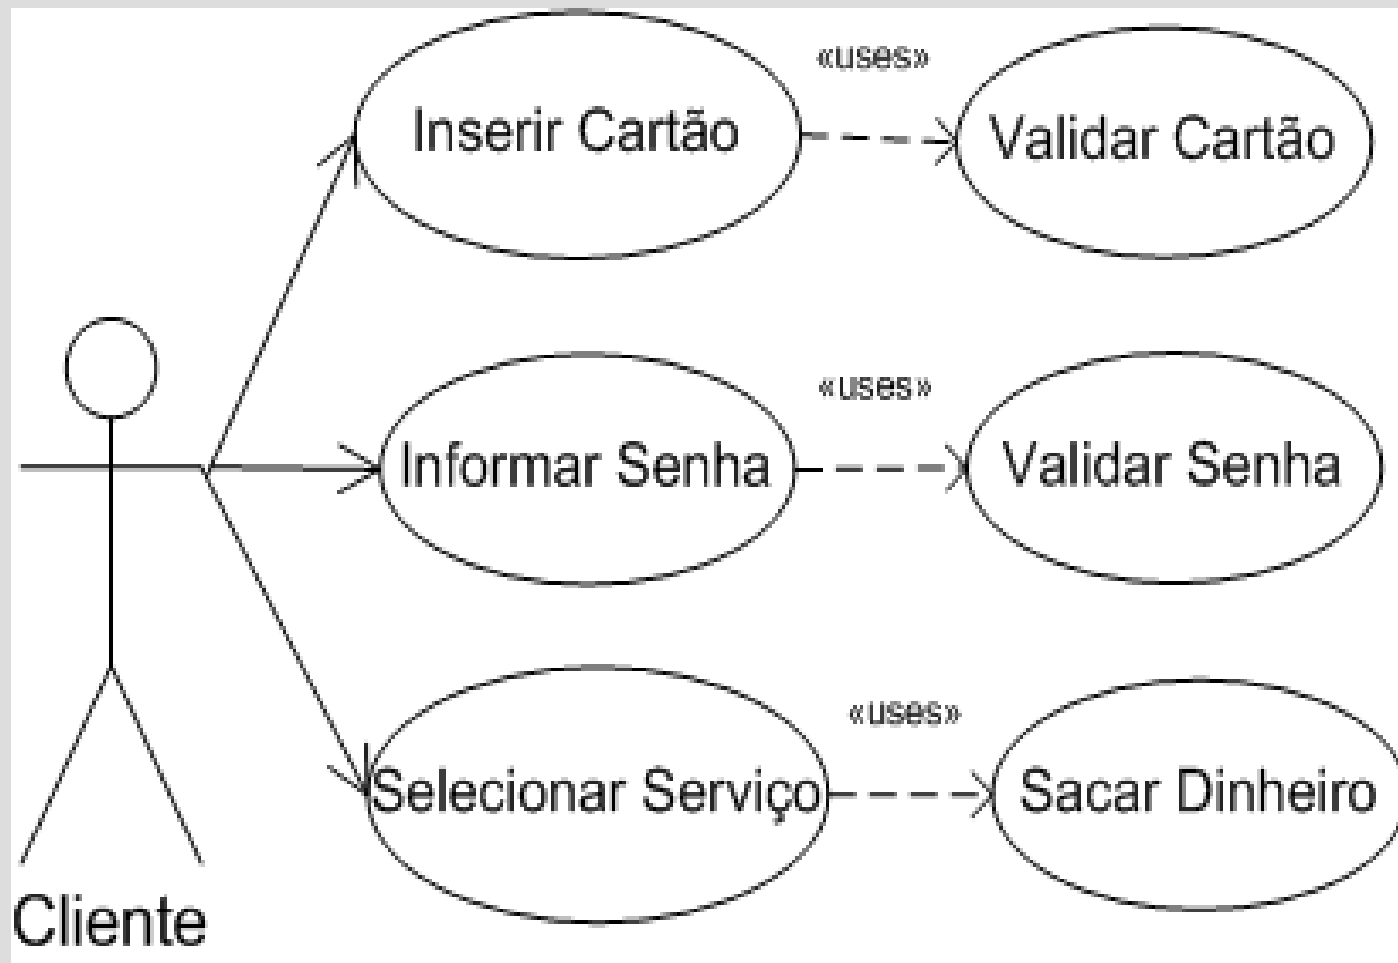 «uses»
Inserir Cartão
Validar Cartão
«uses»
Informar Senha
Validar Senha
«uses»
Selecionar Serviço
Sacar Dinheiro
Cliente